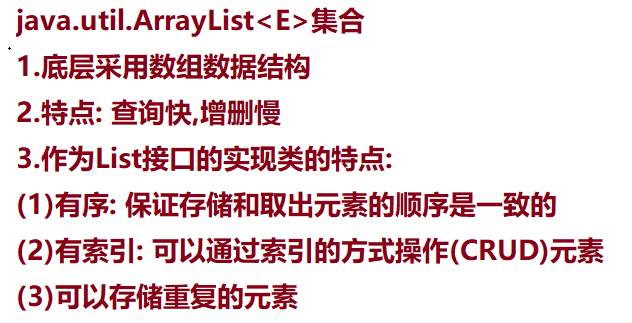 java.util.ArrayList<E>集合
1.底层采用数组数据结构
2.特点: 查询快,增删慢
3.作为List接口的实现类的特点:
(1)有序: 保证存储和取出元素的顺序是一致的
(2)有索引: 可以通过索引的方式操作(CRUD)元素
(3)可以存储重复的元素